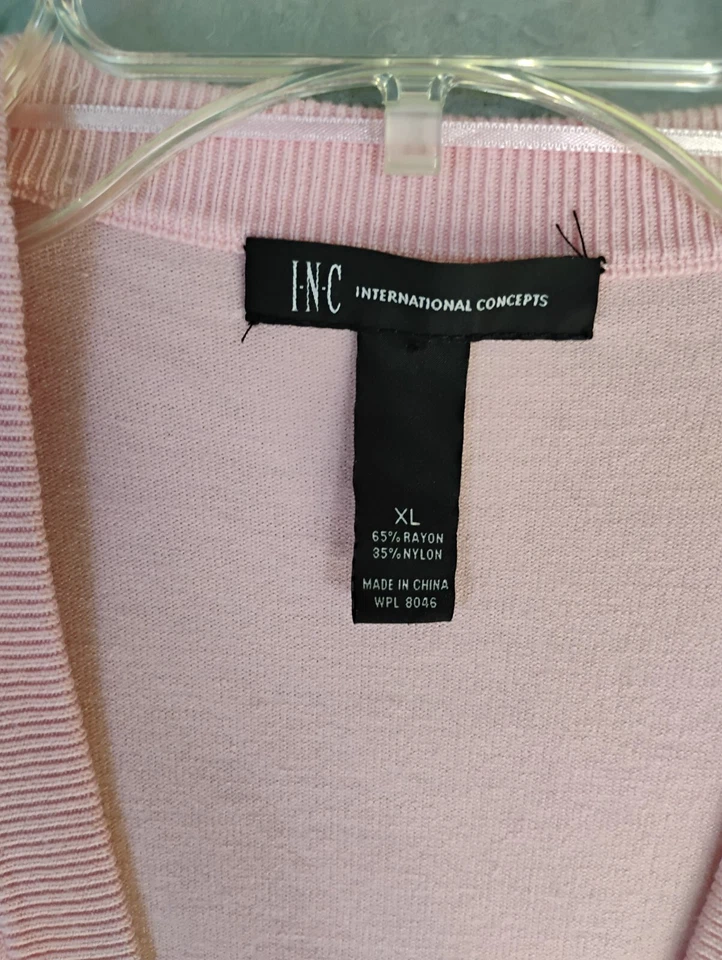 I·N·C INTERNATIONAL CONCEPTS
XL
65% RAYON
35% NYLON
MADE IN CHINA
WPL 8046